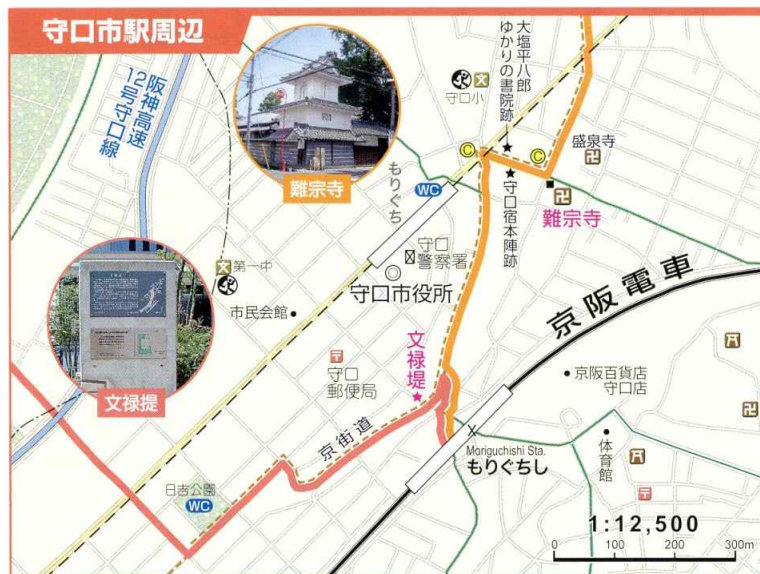 守口市駅周辺
阪神高速
12号守口線
難宗寺
もりぐち
守口小
大塩平八郎
ゆかりの書院跡
盛泉寺
WC
守口宿本陣跡
難宗寺
守口
警察署
守口市役所
京阪電車
第一中
市民会館
文禄堤
文禄提
守口
郵便局
京阪百貨店
守口店
京街道
Moriguchishi Sta.
もりぐちし
体育館
日吉公園
WC
1:12,500
0 100 200 300m